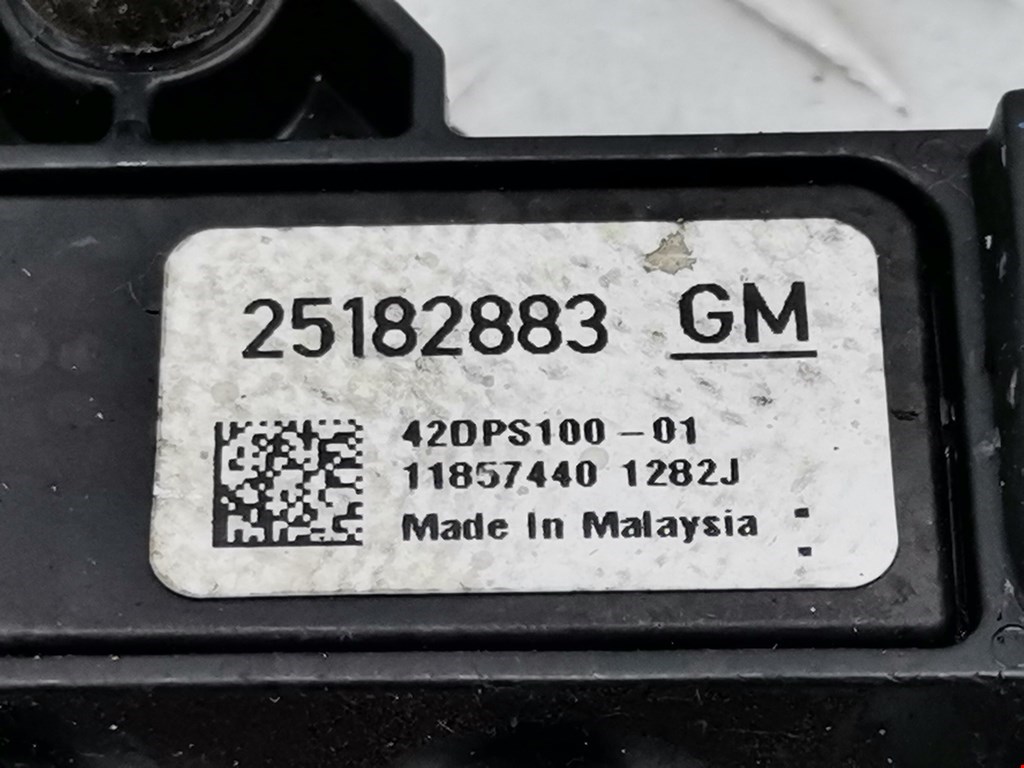 25182883 GM
42DPS100-01
11857440 1282J
Made In Malaysia